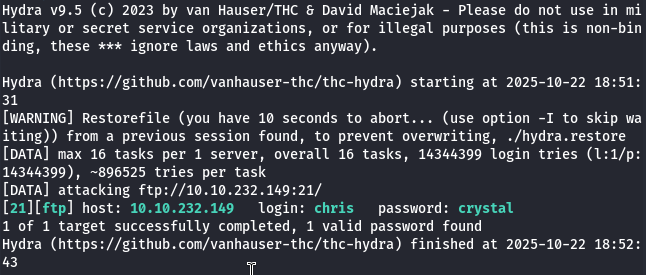 Hydra v9.5 (c) 2023 by van Hauser/THC & David Maciejak - Please do not use in mi
litary or secret service organizations, or for illegal purposes (this is non-bin
ding, these *** ignore laws and ethics anyway).
Hydra (https://github.com/vanhauser-thc/thc-hydra) starting at 2025-10-22 18:51:
31
[WARNING] Restorefile (you have 10 seconds to abort... (use option -I to skip wa
iting)) from a previous session found, to prevent overwriting, ./hydra.restore
[DATA] max 16 tasks per 1 server, overall 16 tasks, 14344399 login tries (l:1/p:
14344399), ~896525 tries per task
[DATA] attacking ftp://10.10.232.149:21/
[21][ftp] host: 10.10.232.149   login: chris   password: crystal
1 of 1 target successfully completed, 1 valid password found
Hydra (https://github.com/vanhauser-thc/thc-hydra) finished at 2025-10-22 18:52:
43